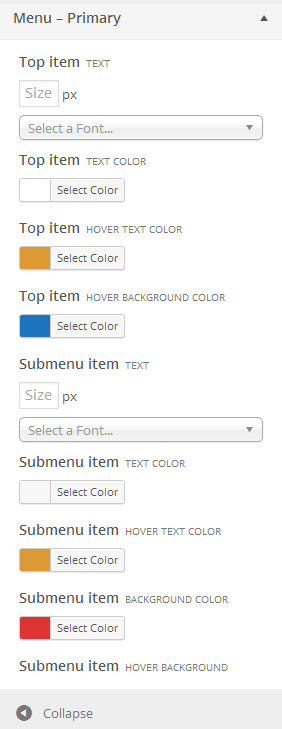 Menu – Primary
Top item TEXT
Size px
Select a Font...
Top item TEXT COLOR
Select Color
Top item HOVER TEXT COLOR
Select Color
Top item HOVER BACKGROUND COLOR
Select Color
Submenu item TEXT
Size px
Select a Font...
Submenu item TEXT COLOR
Select Color
Submenu item HOVER TEXT COLOR
Select Color
Submenu item BACKGROUND COLOR
Select Color
Submenu item HOVER BACKGROUND
Collapse